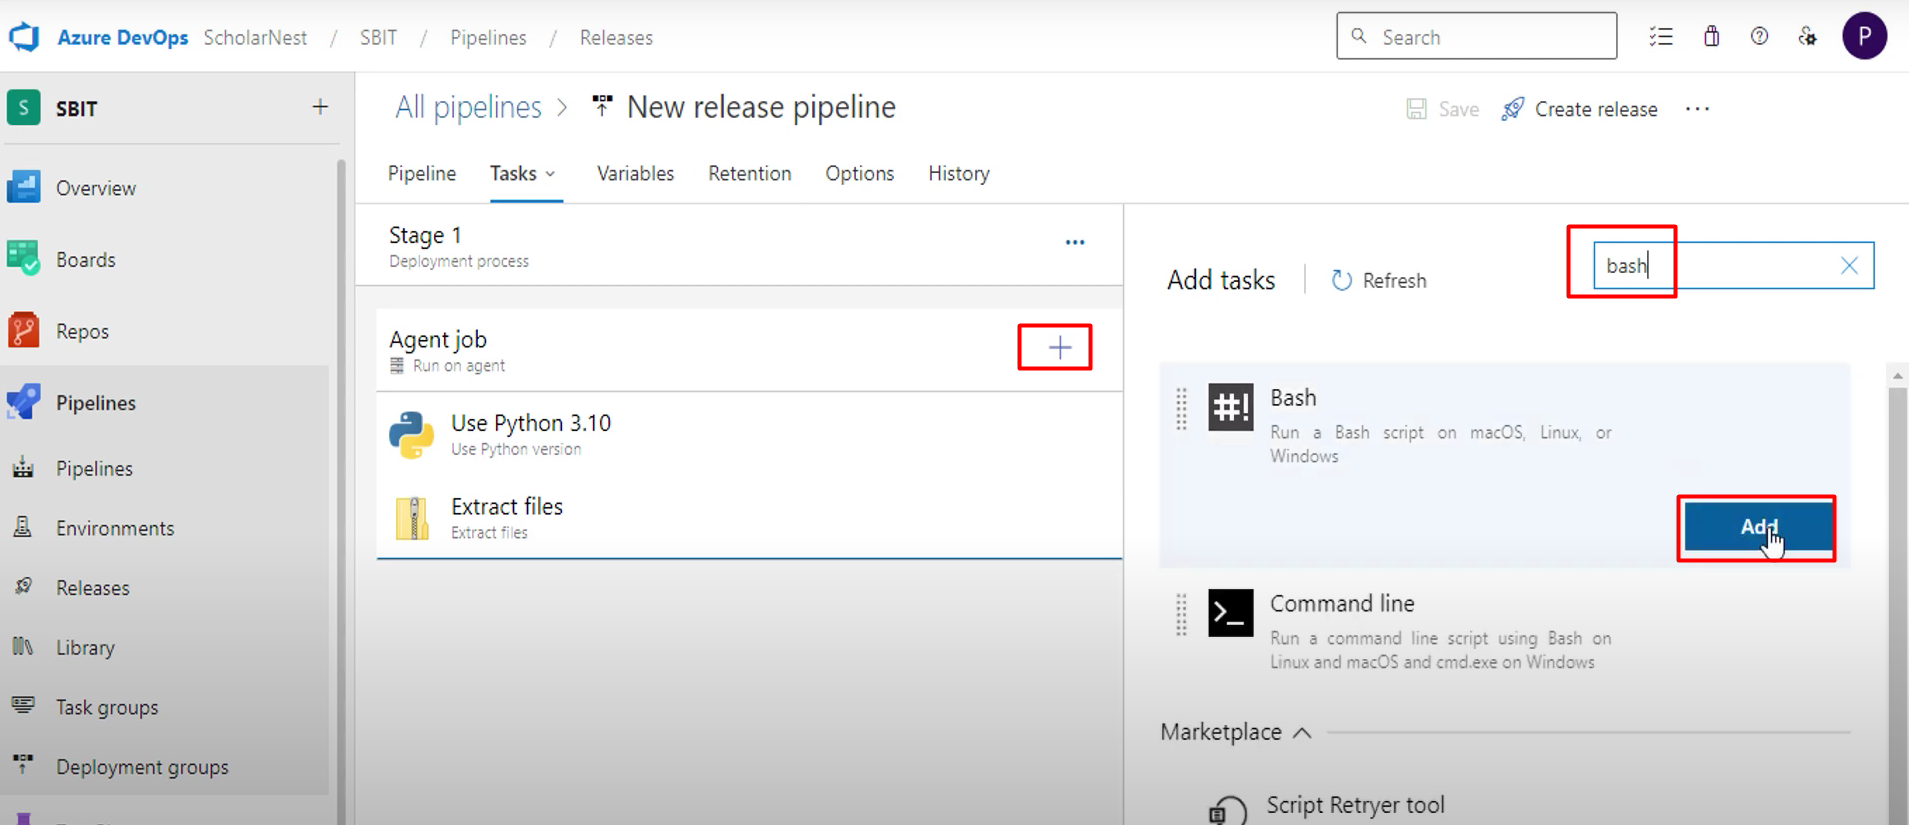 Azure DevOps ScholarNest / SBIT / Pipelines / Releases
Search
P
S SBIT +
All pipelines > New release pipeline
Save Create release ...
Pipeline Tasks Variables Retention Options History
Overview
Boards
Repos
Pipelines
Pipelines
Environments
Releases
Library
Task groups
Deployment groups
Stage 1
Deployment process
...
Agent job
Run on agent
Use Python 3.10
Use Python version
Extract files
Extract files
Add tasks
Refresh
bash
#! Bash
Run a Bash script on macOS, Linux, or
Windows
Add
Command line
Run a command line script using Bash on
Linux and macOS and cmd.exe on Windows
Marketplace
Script Retryer tool